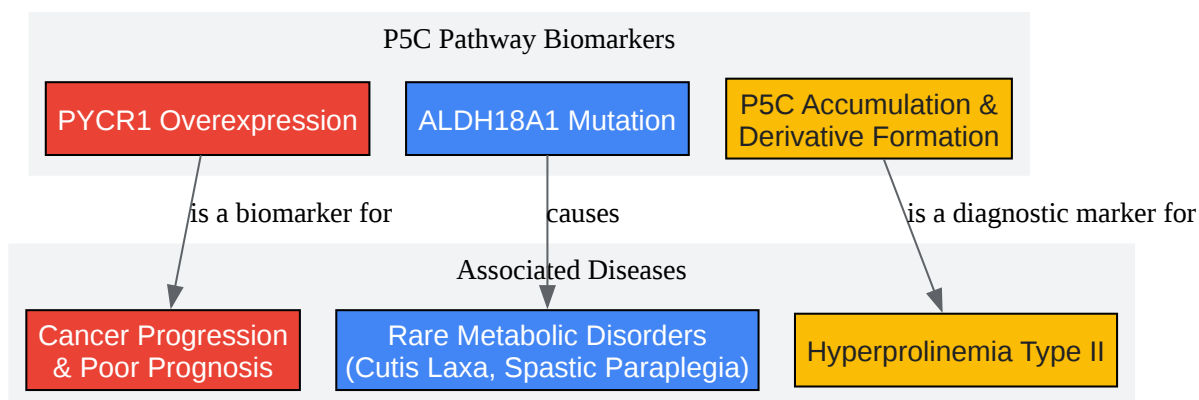 P5C Pathway Biomarkers
PYCR1 Overexpression
ALDH18A1 Mutation
P5C Accumulation &
Derivative Formation
is a biomarker for
causes
is a diagnostic marker for
Associated Diseases
Cancer Progression
& Poor Prognosis
Rare Metabolic Disorders
(Cutis Laxa, Spastic Paraplegia)
Hyperprolinemia Type II